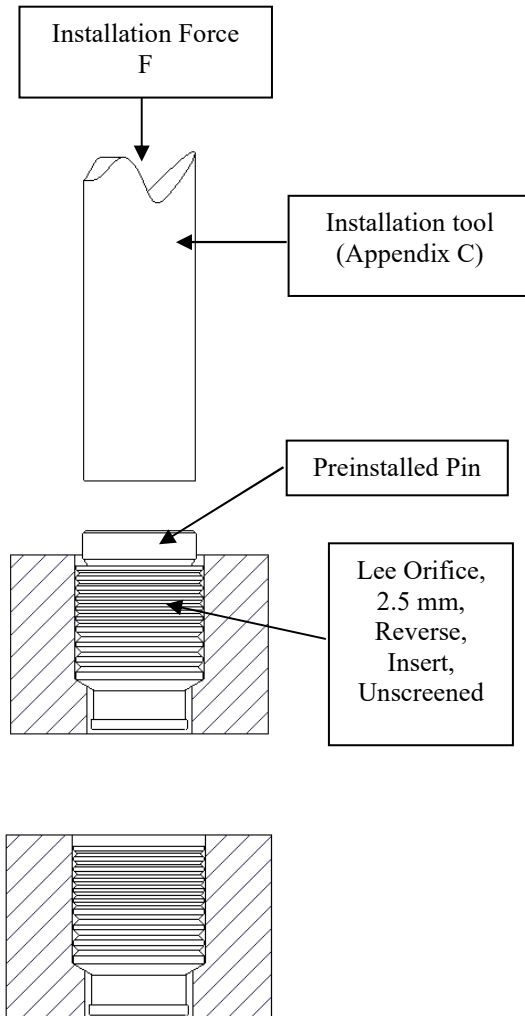 Installation Force
F
Installation tool
(Appendix C)
Preinstalled Pin
Lee Orifice,
2.5 mm,
Reverse,
Insert,
Unscreened